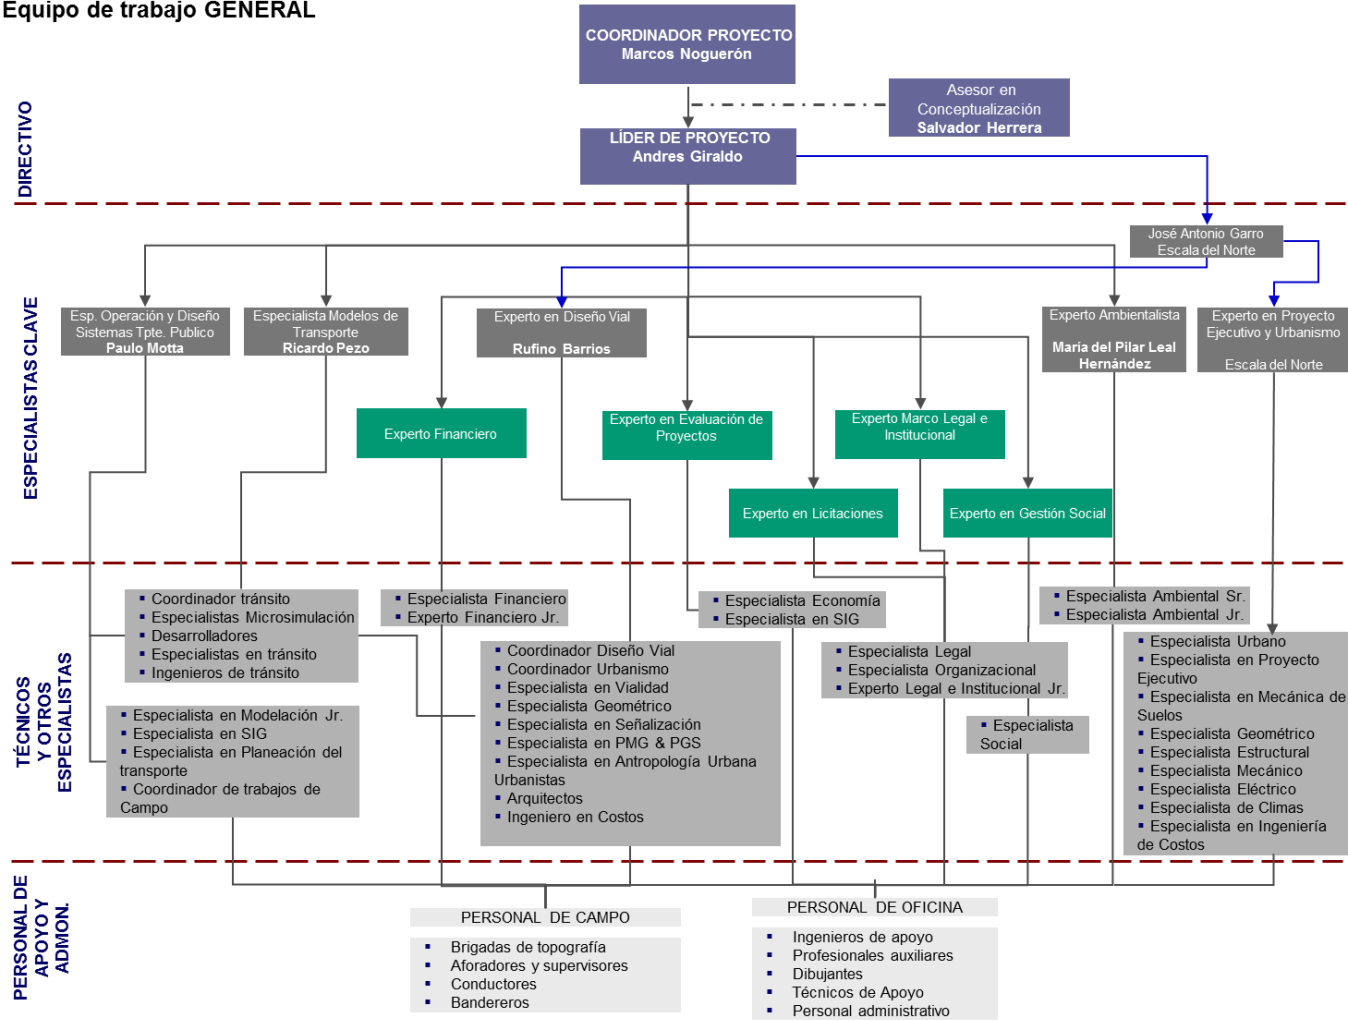 Equipo de trabajo GENERAL
COORDINADOR PROYECTO
Marcos Noguerón
Asesor en
Conceptualización
Salvador Herrera
LÍDER DE PROYECTO
Andres Giraldo
DIRECTIVO
José Antonio Garro
Escala del Norte
ESPECIALISTAS CLAVE
Esp. Operación y Diseño
Sistemas Tpte. Publico
Paulo Motta
Especialista Modelos de
Transporte
Ricardo Pezo
Experto en Diseño Vial
Rufino Barrios
Experto Ambientalista
María del Pilar Leal
Hernández
Experto en Proyecto
Ejecutivo y Urbanismo
Escala del Norte
Experto Financiero
Experto en Evaluación de
Proyectos
Experto Marco Legal e
Institucional
Experto en Licitaciones
Experto en Gestión Social
TÉCNICOS
Y OTROS
ESPECIALISTAS
▪ Coordinador tránsito
▪ Especialistas Microsimulación
▪ Desarrolladores
▪ Especialistas en tránsito
▪ Ingenieros de tránsito
▪ Especialista en Modelación Jr.
▪ Especialista en SIG
▪ Especialista en Planeación del
transporte
▪ Coordinador de trabajos de
Campo
▪ Especialista Financiero
▪ Experto Financiero Jr.
▪ Coordinador Diseño Vial
▪ Coordinador Urbanismo
▪ Especialista en Vialidad
▪ Especialista Geométrico
▪ Especialista en Señalización
▪ Especialista en PMG & PGS
▪ Especialista en Antropología Urbana
Urbanistas
▪ Arquitectos
▪ Ingeniero en Costos
▪ Especialista Economía
▪ Especialista en SIG
▪ Especialista Legal
▪ Especialista Organizacional
▪ Experto Legal e Institucional Jr.
▪ Especialista
Social
▪ Especialista Ambiental Sr.
▪ Especialista Ambiental Jr.
▪ Especialista Urbano
▪ Especialista en Proyecto
Ejecutivo
▪ Especialista en Mecánica de
Suelos
▪ Especialista Geométrico
▪ Especialista Estructural
▪ Especialista Mecánico
▪ Especialista Eléctrico
▪ Especialista de Climas
▪ Especialista en Ingeniería
de Costos
PERSONAL DE
APOYO Y
ADMON.
PERSONAL DE CAMPO
▪ Brigadas de topografía
▪ Aforadores y supervisores
▪ Conductores
▪ Bandereros
PERSONAL DE OFICINA
▪ Ingenieros de apoyo
▪ Profesionales auxiliares
▪ Dibujantes
▪ Técnicos de Apoyo
▪ Personal administrativo